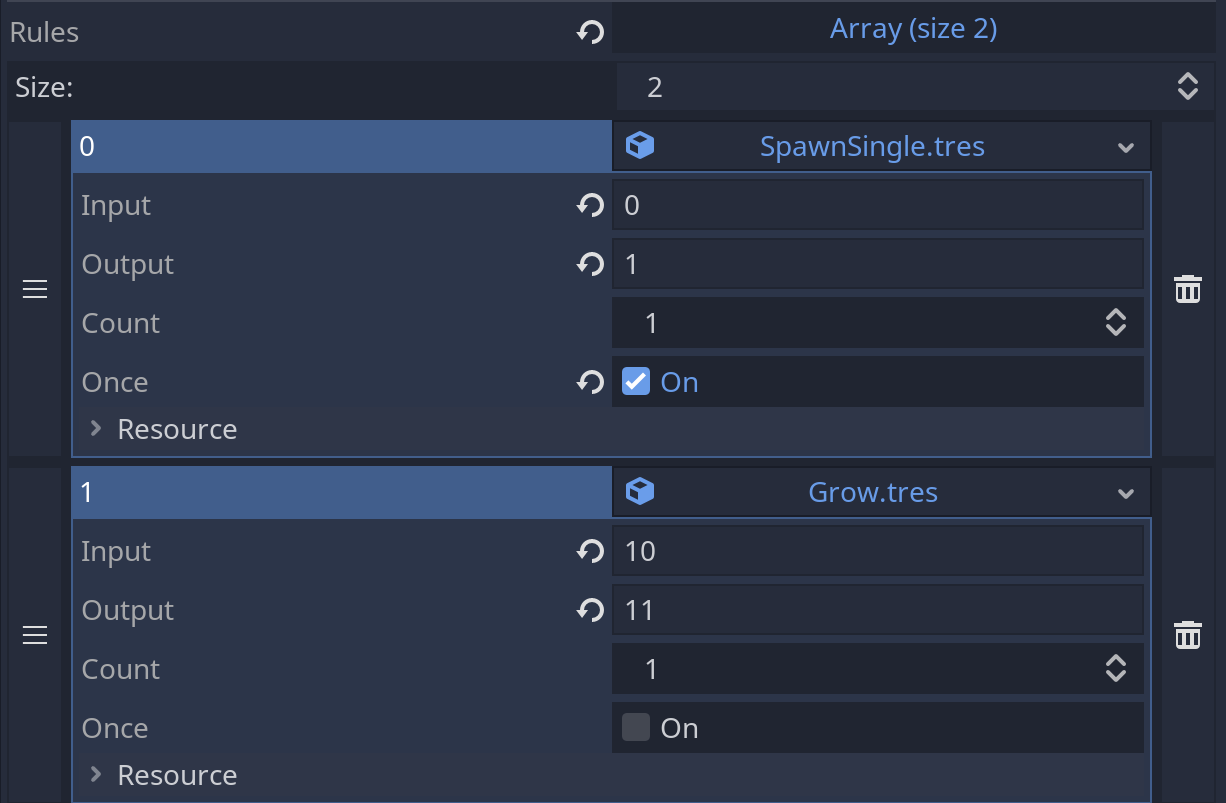 Rules Array (size 2)
Size: 2
0 SpawnSingle.tres
Input 0
Output 1
Count 1
Once On
Resource
1 Grow.tres
Input 10
Output 11
Count 1
Once On
Resource